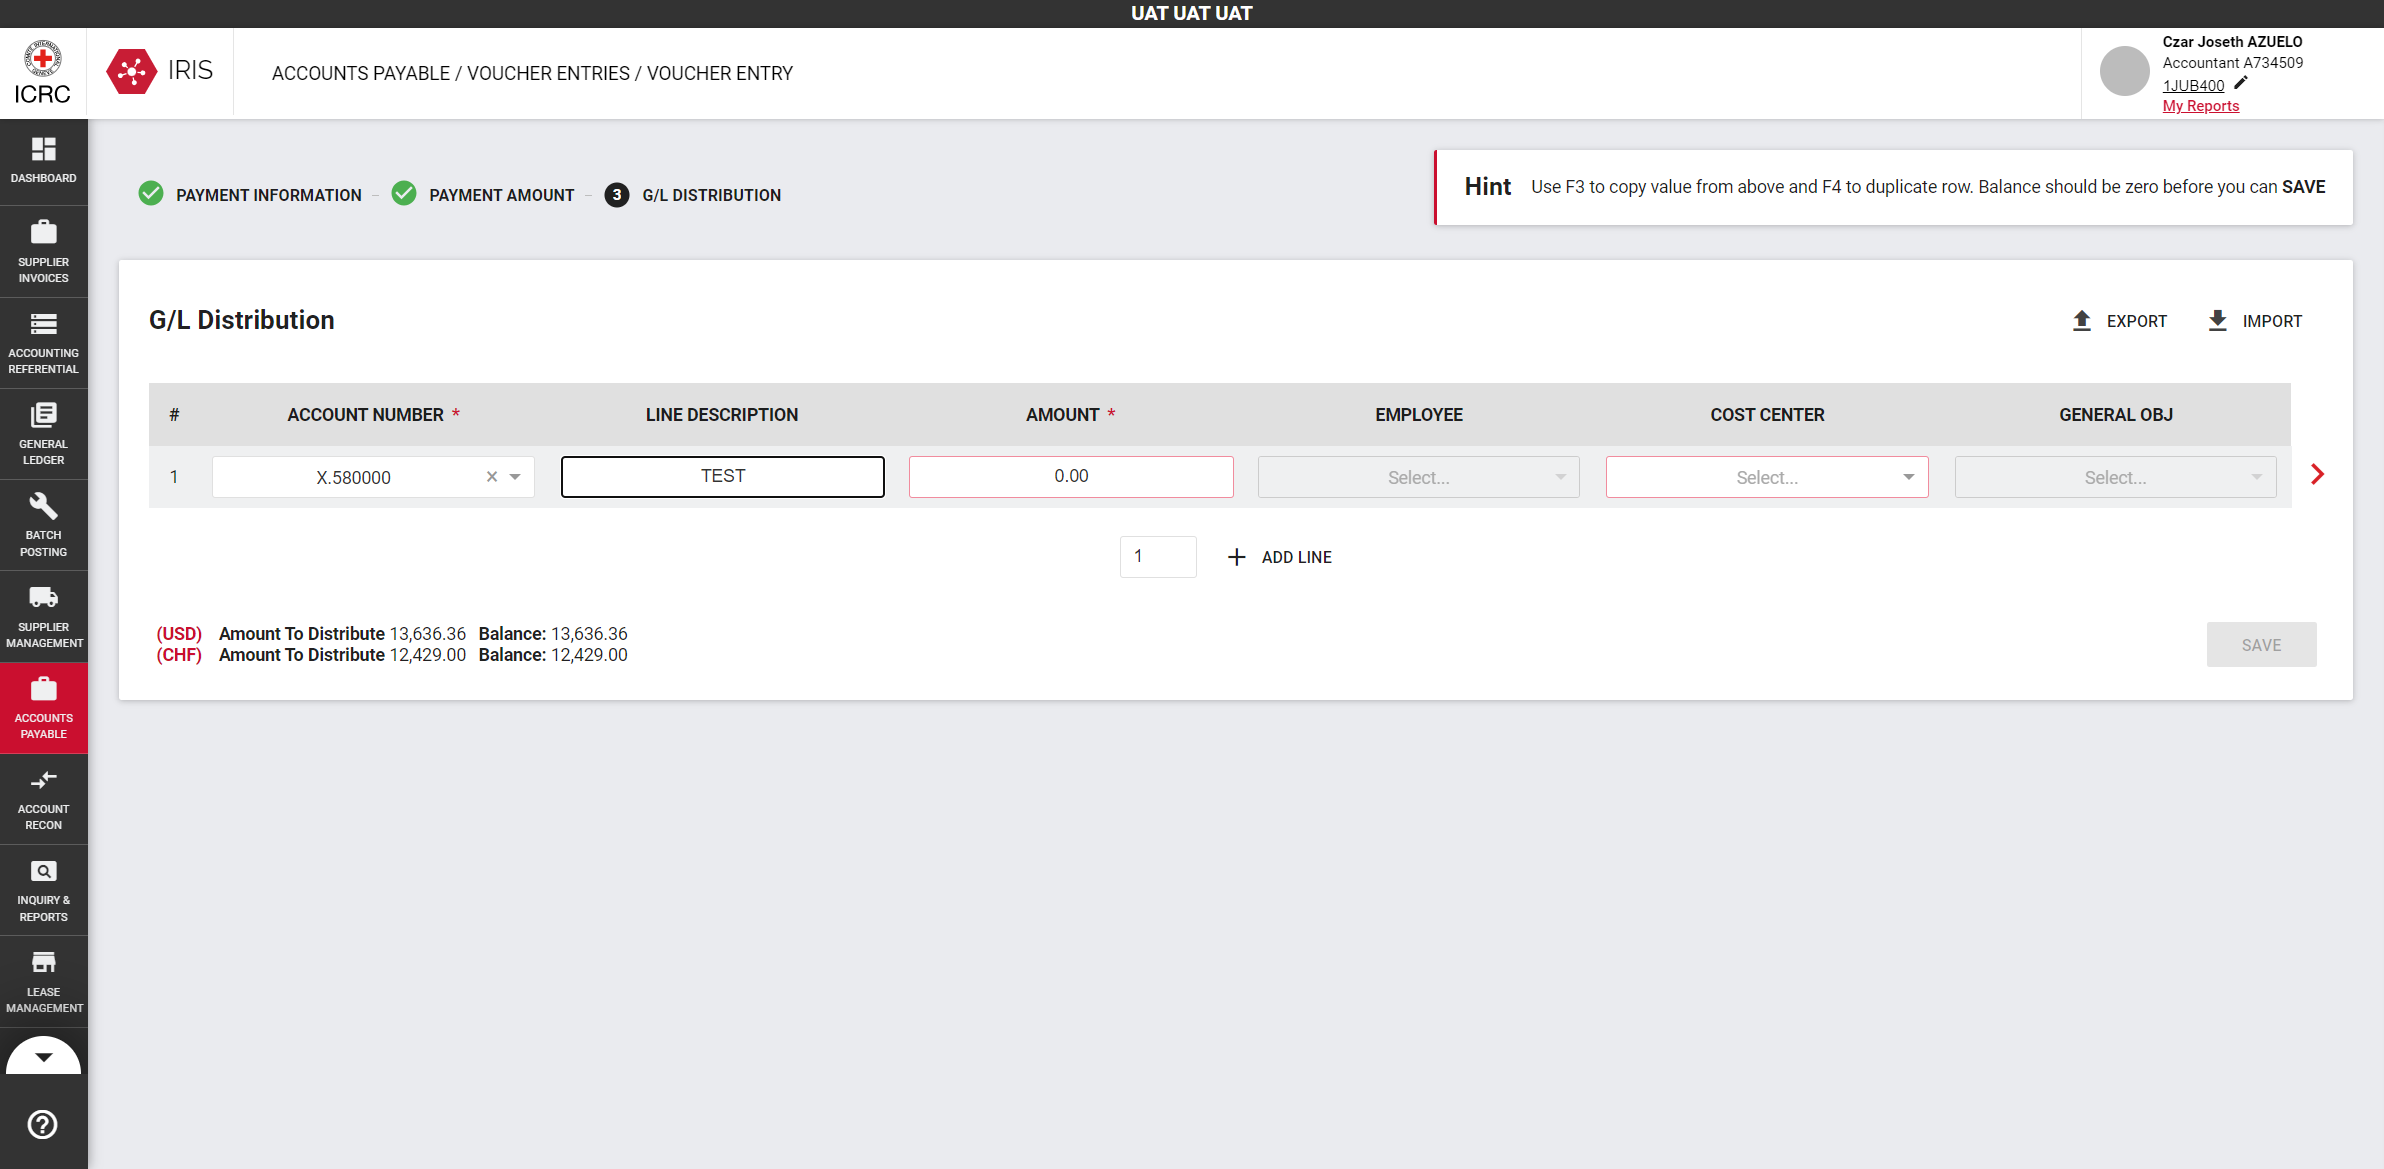 UAT UAT UAT
ICRC
IRIS
ACCOUNTS PAYABLE / VOUCHER ENTRIES / VOUCHER ENTRY
Czar Joseth AZUELO
Accountant A734509
1JUB400
My Reports
DASHBOARD
SUPPLIER
INVOICES
ACCOUNTING
REFERENTIAL
GENERAL
LEDGER
BATCH
POSTING
SUPPLIER
MANAGEMENT
ACCOUNTS
PAYABLE
ACCOUNT
RECON
INQUIRY &
REPORTS
LEASE
MANAGEMENT
PAYMENT INFORMATION – PAYMENT AMOUNT – 3 G/L DISTRIBUTION
Hint Use F3 to copy value from above and F4 to duplicate row. Balance should be zero before you can SAVE
G/L Distribution
EXPORT IMPORT
# ACCOUNT NUMBER * LINE DESCRIPTION AMOUNT * EMPLOYEE COST CENTER GENERAL OBJ
1 X.580000 TEST 0.00 Select... Select... Select...
1 + ADD LINE
(USD) Amount To Distribute 13,636.36 Balance: 13,636.36
(CHF) Amount To Distribute 12,429.00 Balance: 12,429.00
SAVE